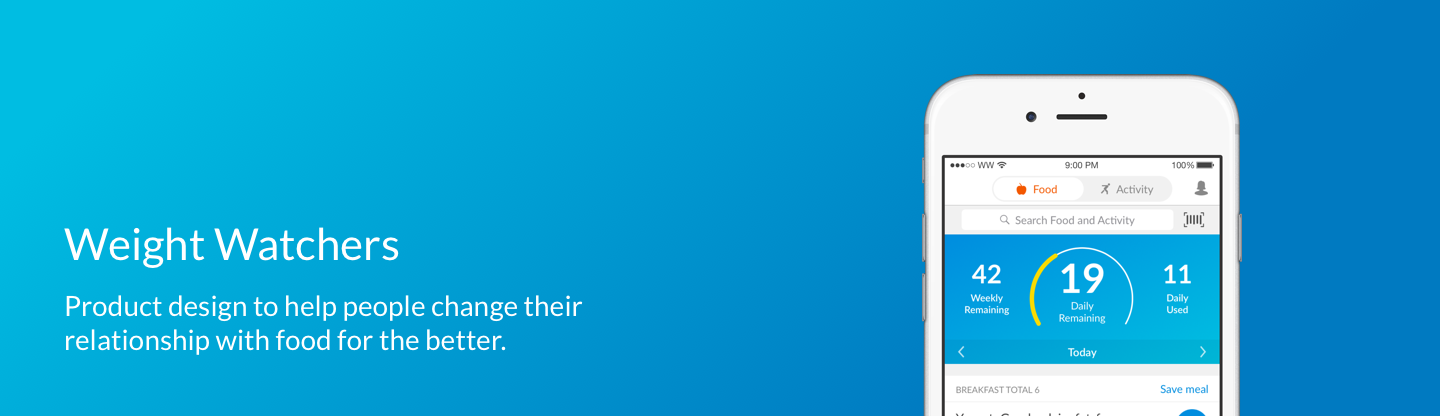 Weight Watchers
Product design to help people change their
relationship with food for the better.
WW 9:00 PM 100%
Food Activity
Search Food and Activity
42 19 11
Weekly Remaining
Daily Remaining
Daily Used
Today
BREAKFAST TOTAL 6 Save meal